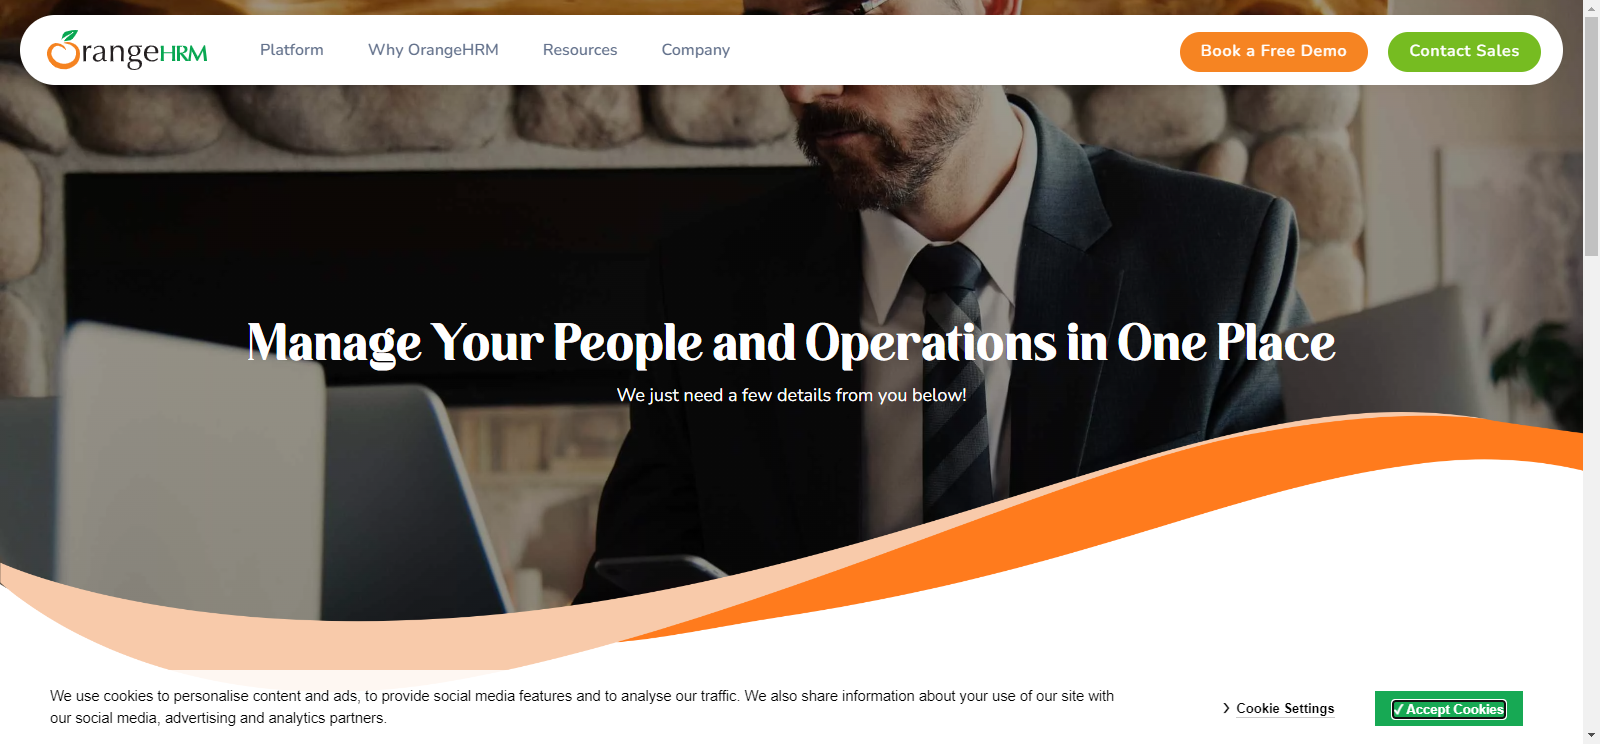 OrangeHRM
Platform
Why OrangeHRM
Resources
Company
Book a Free Demo
Contact Sales
Manage Your People and Operations in One Place
We just need a few details from you below!
We use cookies to personalise content and ads, to provide social media features and to analyse our traffic. We also share information about your use of our site with
our social media, advertising and analytics partners.
Cookie Settings
✓ Accept Cookies